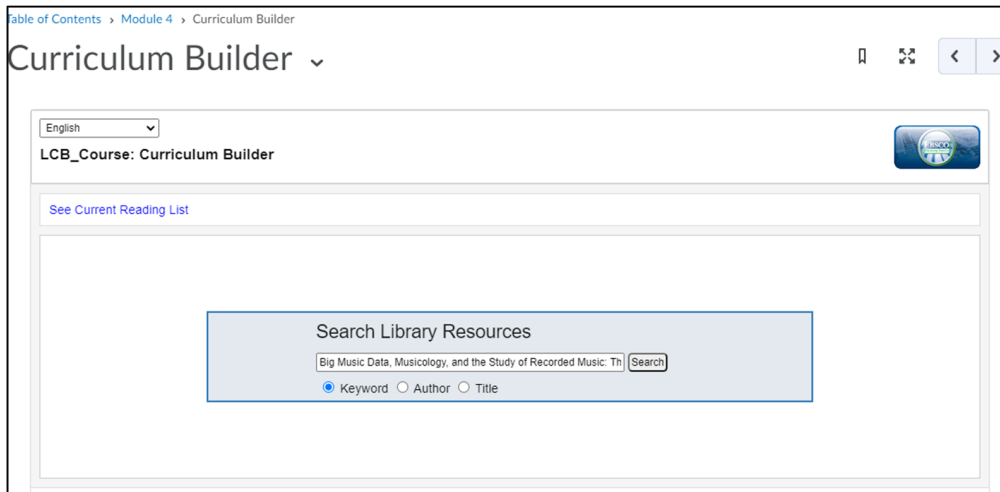 Table of Contents › Module 4 › Curriculum Builder
Curriculum Builder
English
LCB_Course: Curriculum Builder
EBSCO
See Current Reading List
Search Library Resources
Big Music Data, Musicology, and the Study of Recorded Music: Th
Search
Keyword Author Title